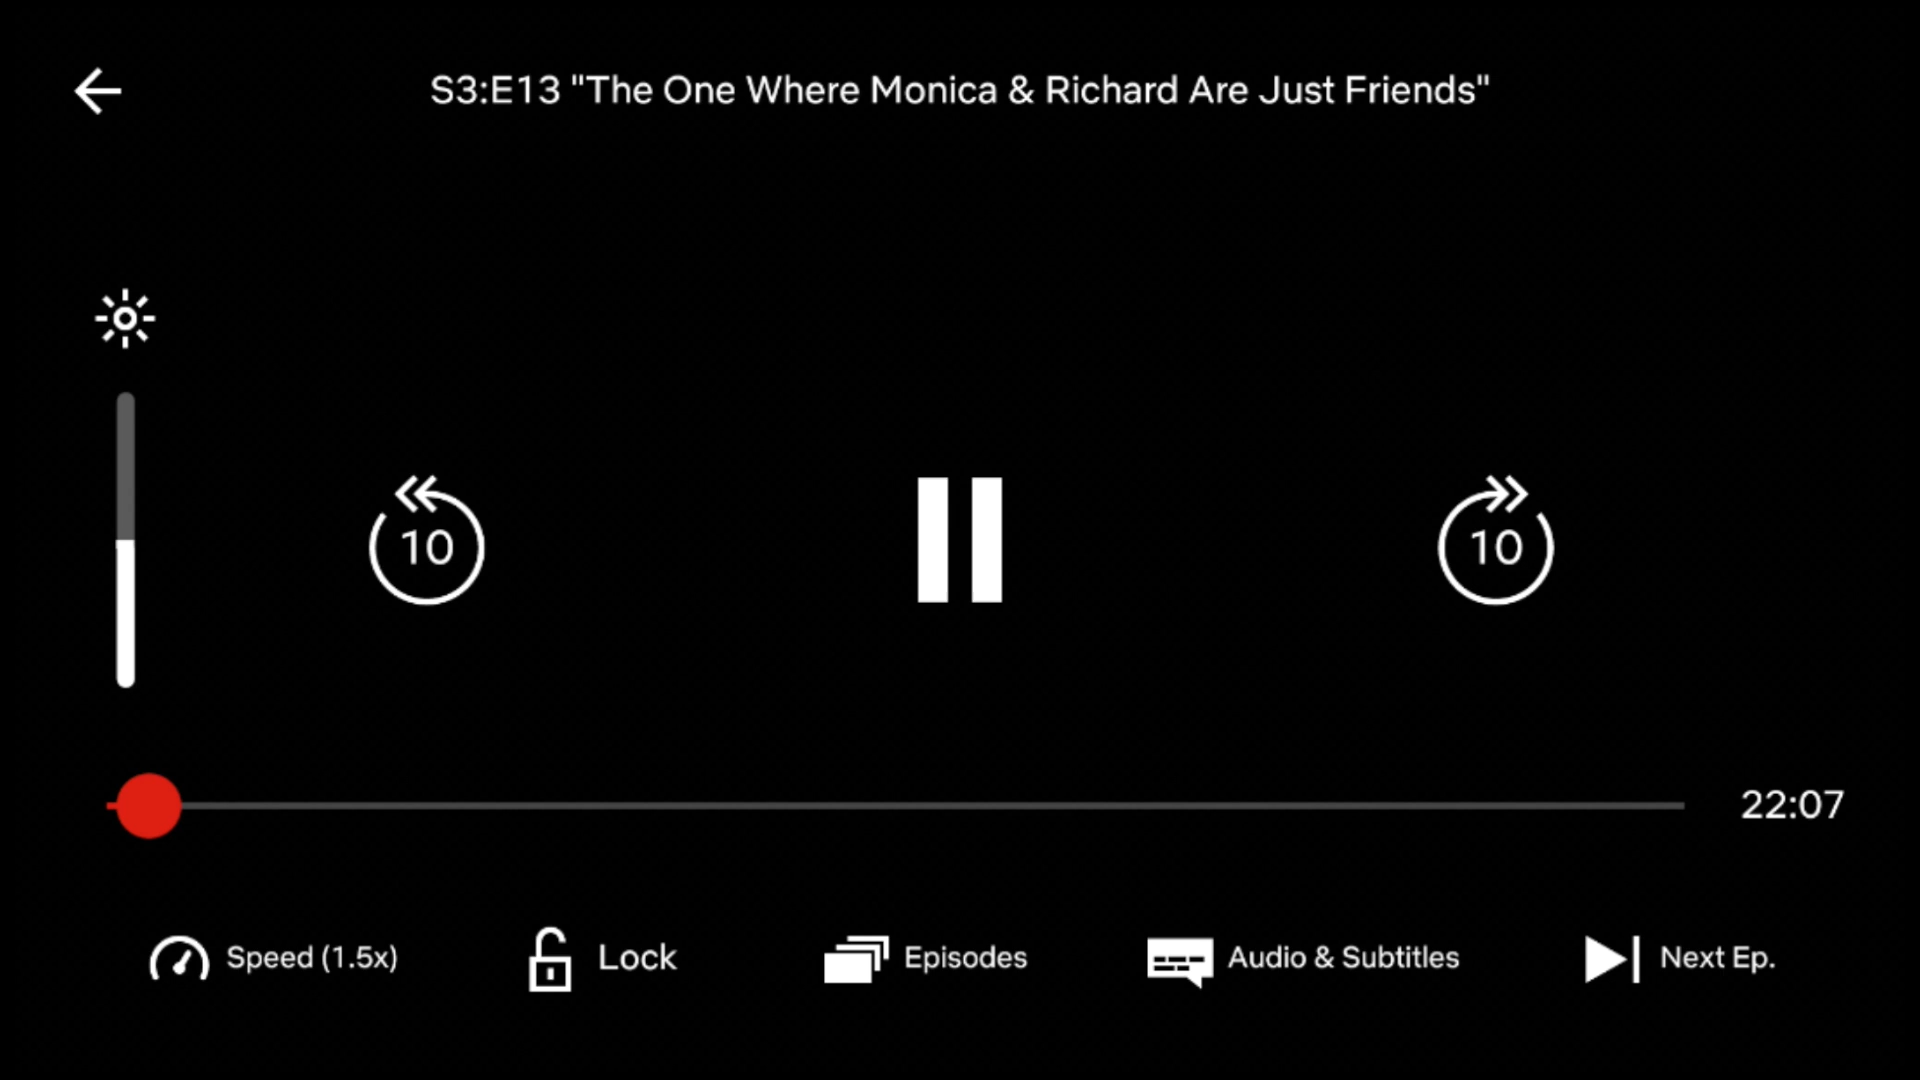 S3:E13 "The One Where Monica & Richard Are Just Friends"
10
10
22:07
Speed (1.5x)
Lock
Episodes
Audio & Subtitles
Next Ep.